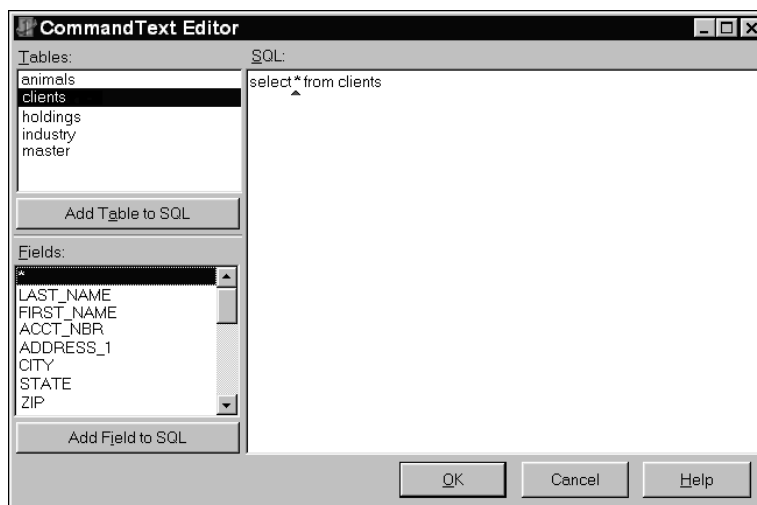 CommandText Editor
Tables:
animals
clients
holdings
industry
master
Add Table to SQL
Fields:
*
LAST_NAME
FIRST_NAME
ACCT_NBR
ADDRESS_1
CITY
STATE
ZIP
Add Field to SQL
SQL:
select * from clients
OK
Cancel
Help